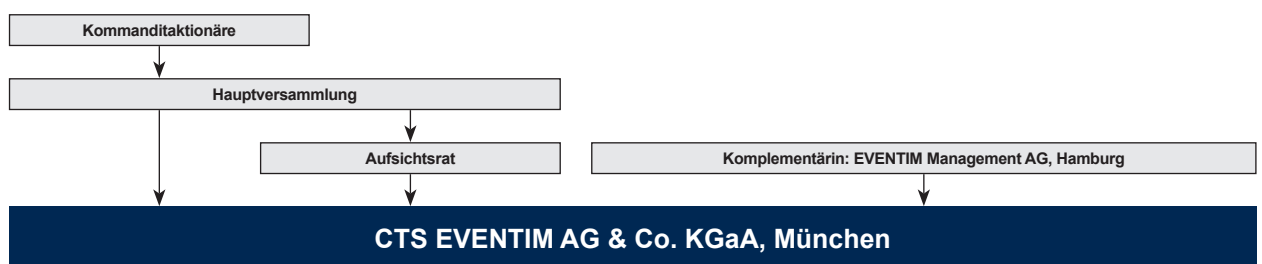 Kommanditaktionäre
Hauptversammlung
Aufsichtsrat
Komplementärin: EVENTIM Management AG, Hamburg
CTS EVENTIM AG & Co. KGaA, München